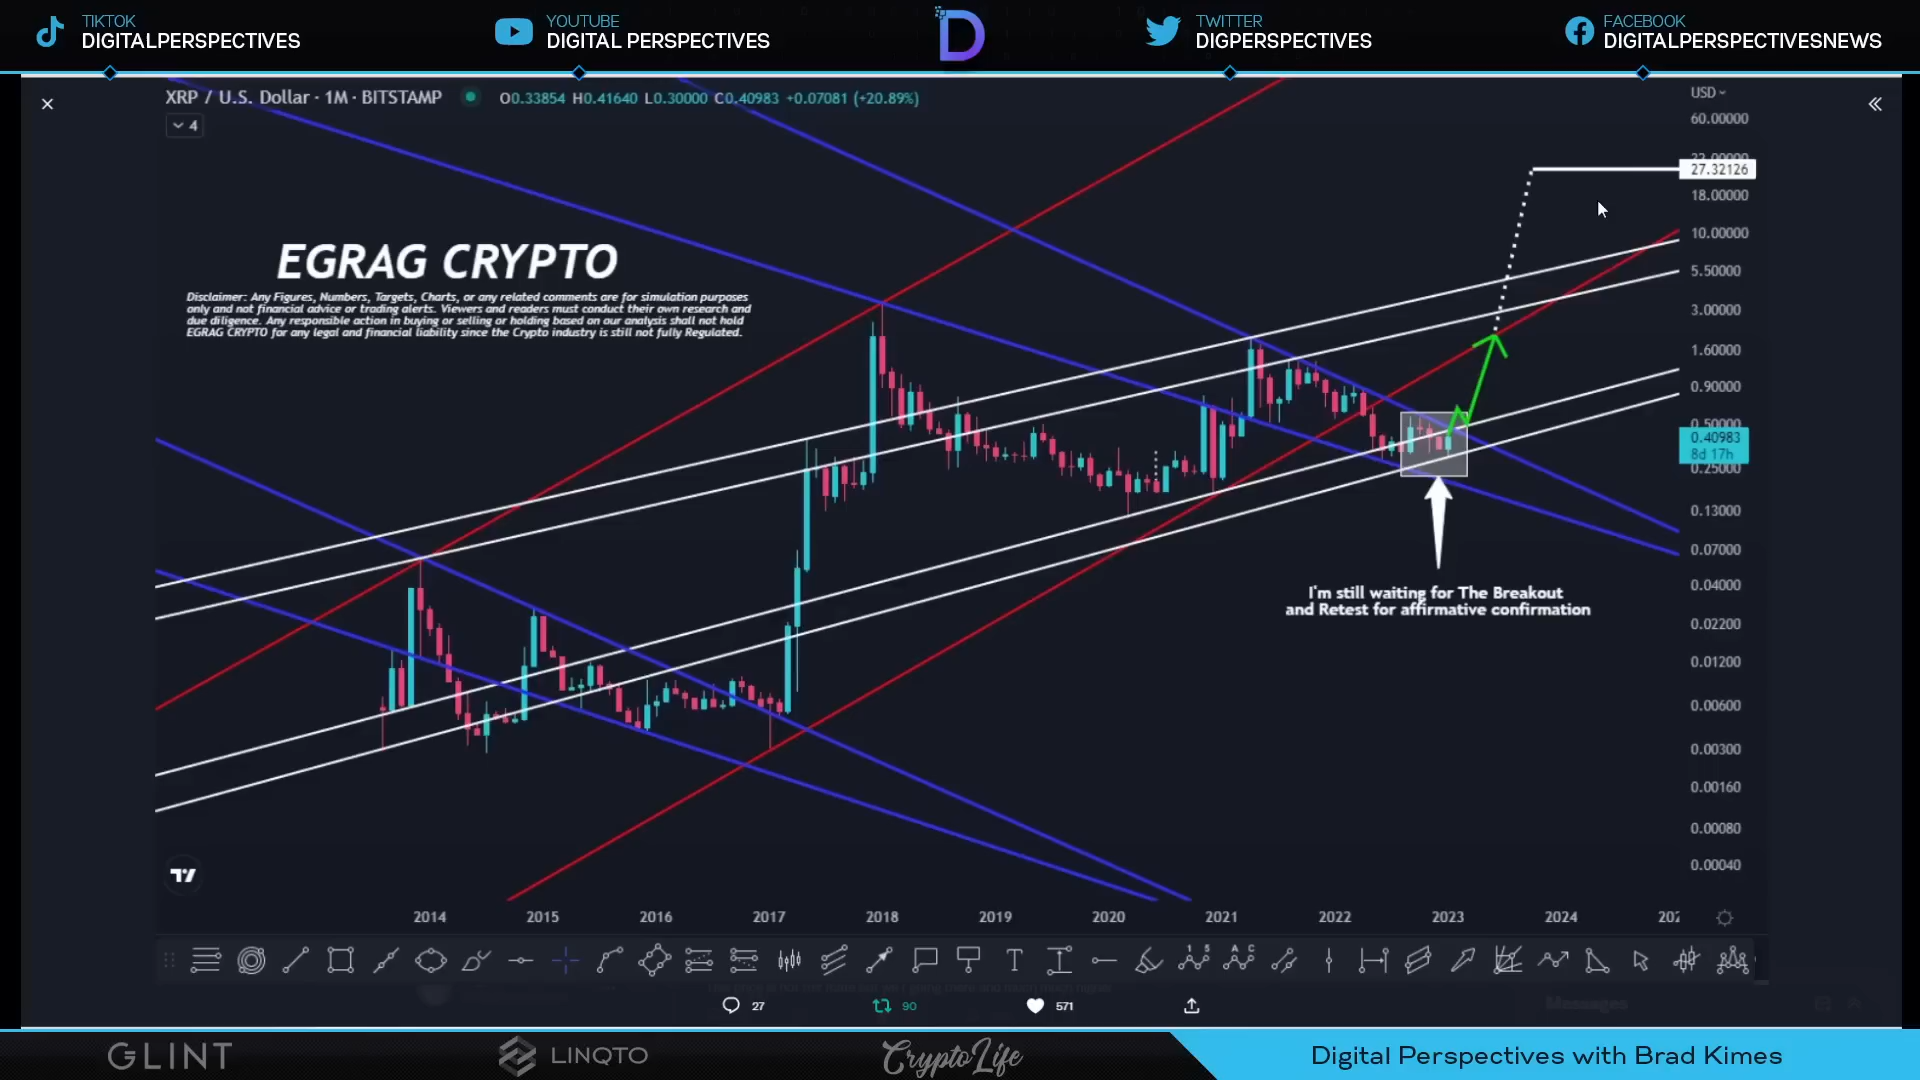 TIKTOK
DIGITALPERSPECTIVES
YOUTUBE
DIGITAL PERSPECTIVES
D
TWITTER
DIGPERSPECTIVES
FACEBOOK
DIGITALPERSPECTIVESNEWS
XRP / U.S. Dollar · 1M · BITSTAMP
O0.33854 H0.41640 L0.30000 C0.40983 +0.07081 (+20.89%)
4
USD
60.00000
27.32126
18.00000
10.00000
5.50000
3.00000
1.60000
0.90000
0.50000
0.40983
8d 17h
0.25000
0.13000
0.07000
0.04000
0.02200
0.01200
0.00600
0.00300
0.00160
0.00080
0.00040
EGRAG CRYPTO
Disclaimer: Any Figures, Numbers, Targets, Charts, or any related comments are for simulation purposes
only and not financial advice or trading alerts. Viewers and readers must conduct their own research and
due diligence. Any responsible action in buying or selling or holding based on our analysis shall not hold
EGRAG CRYPTO for any legal and financial liability since the Crypto industry is still not fully Regulated.
I'm still waiting for The Breakout
and Retest for affirmative confirmation
2014 2015 2016 2017 2018 2019 2020 2021 2022 2023 2024
27 90 571
Messages
GLINT
LINQTO
CryptoLife
Digital Perspectives with Brad Kimes